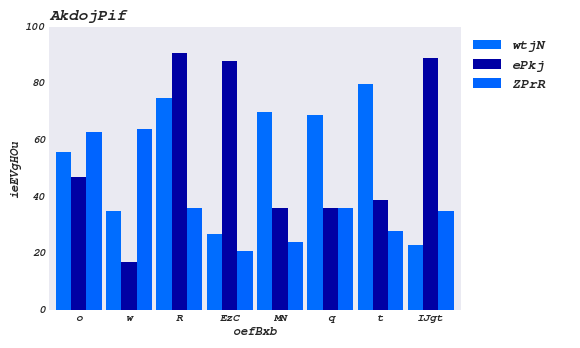 AkdojPif
100
80
60
40
20
0
ieEVgHOu
o w R EzC MN q t IJgt
oefBxb
wtjN
ePkj
ZPrR